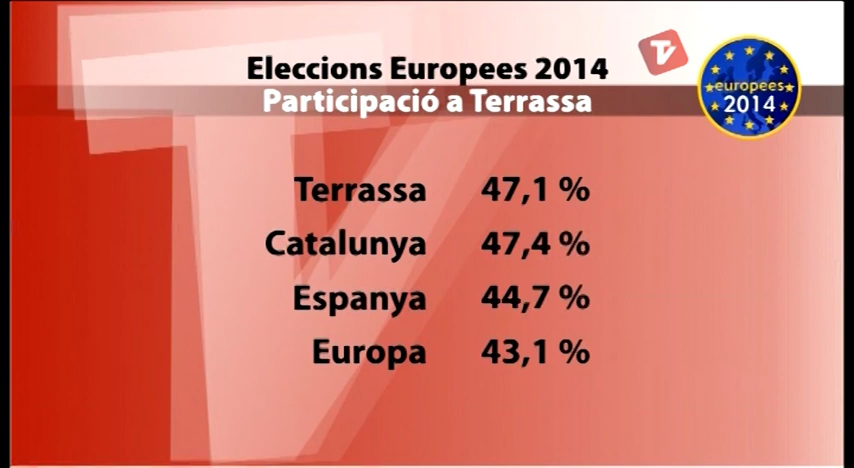 Eleccions Europees 2014
Participació a Terrassa
TV
europees
2014
Terrassa 47,1 %
Catalunya 47,4 %
Espanya 44,7 %
Europa 43,1 %